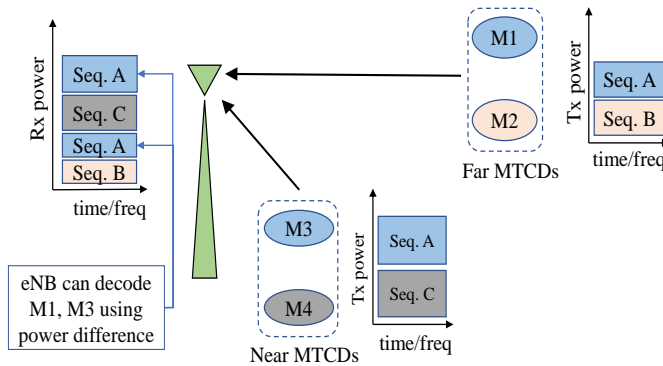 Rx power
Seq. A
Seq. C
Seq. A
Seq. B
time/freq
eNB can decode
M1, M3 using
power difference
M1
M2
Far MTCDs
Tx power
Seq. A
Seq. B
time/freq
M3
M4
Near MTCDs
Tx power
Seq. A
Seq. C
time/freq